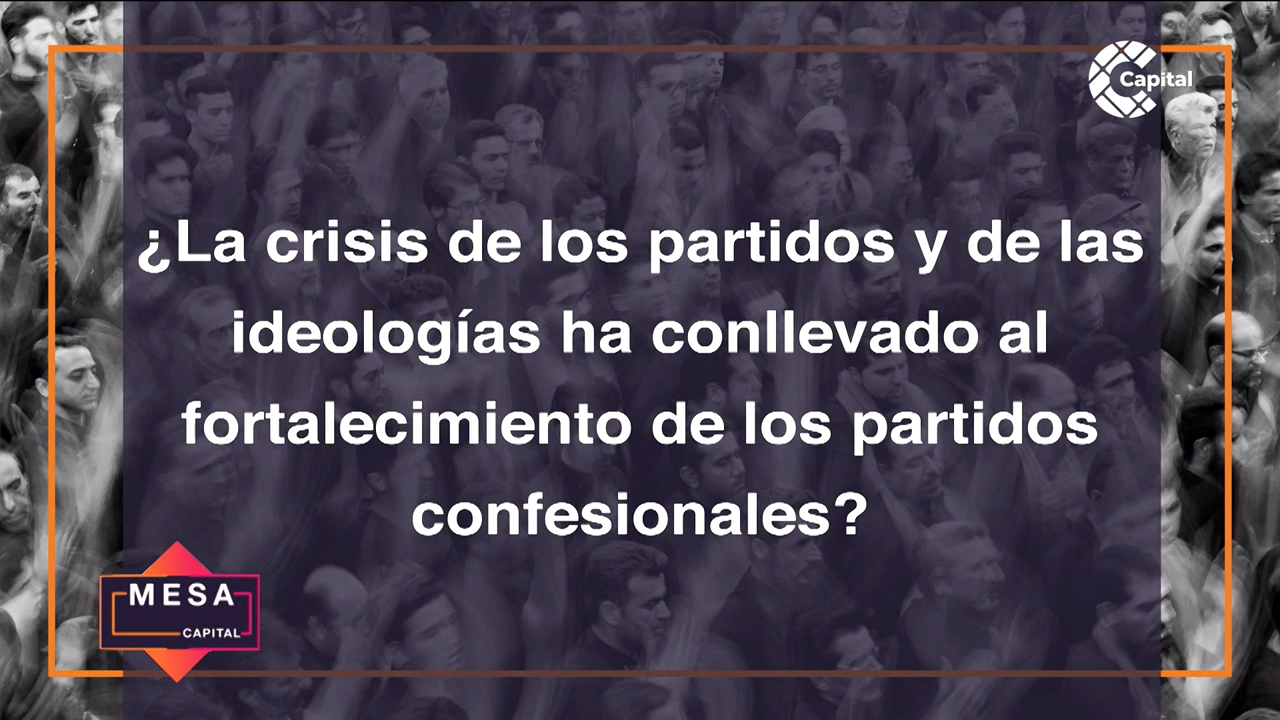 Capital
¿La crisis de los partidos y de las
ideologías ha conllevado al
fortalecimiento de los partidos
confesionales?
MESA
CAPITAL